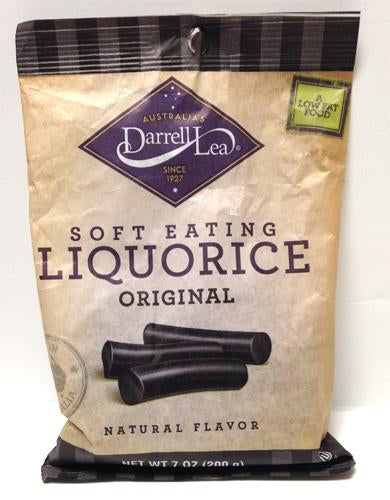 AUSTRALIA'S
Darrell Lea®
SINCE
1927
A
LOW FAT
FOOD
SOFT EATING
LIQUORICE
ORIGINAL
NATURAL FLAVOR
NET WT 7 OZ (200 g)